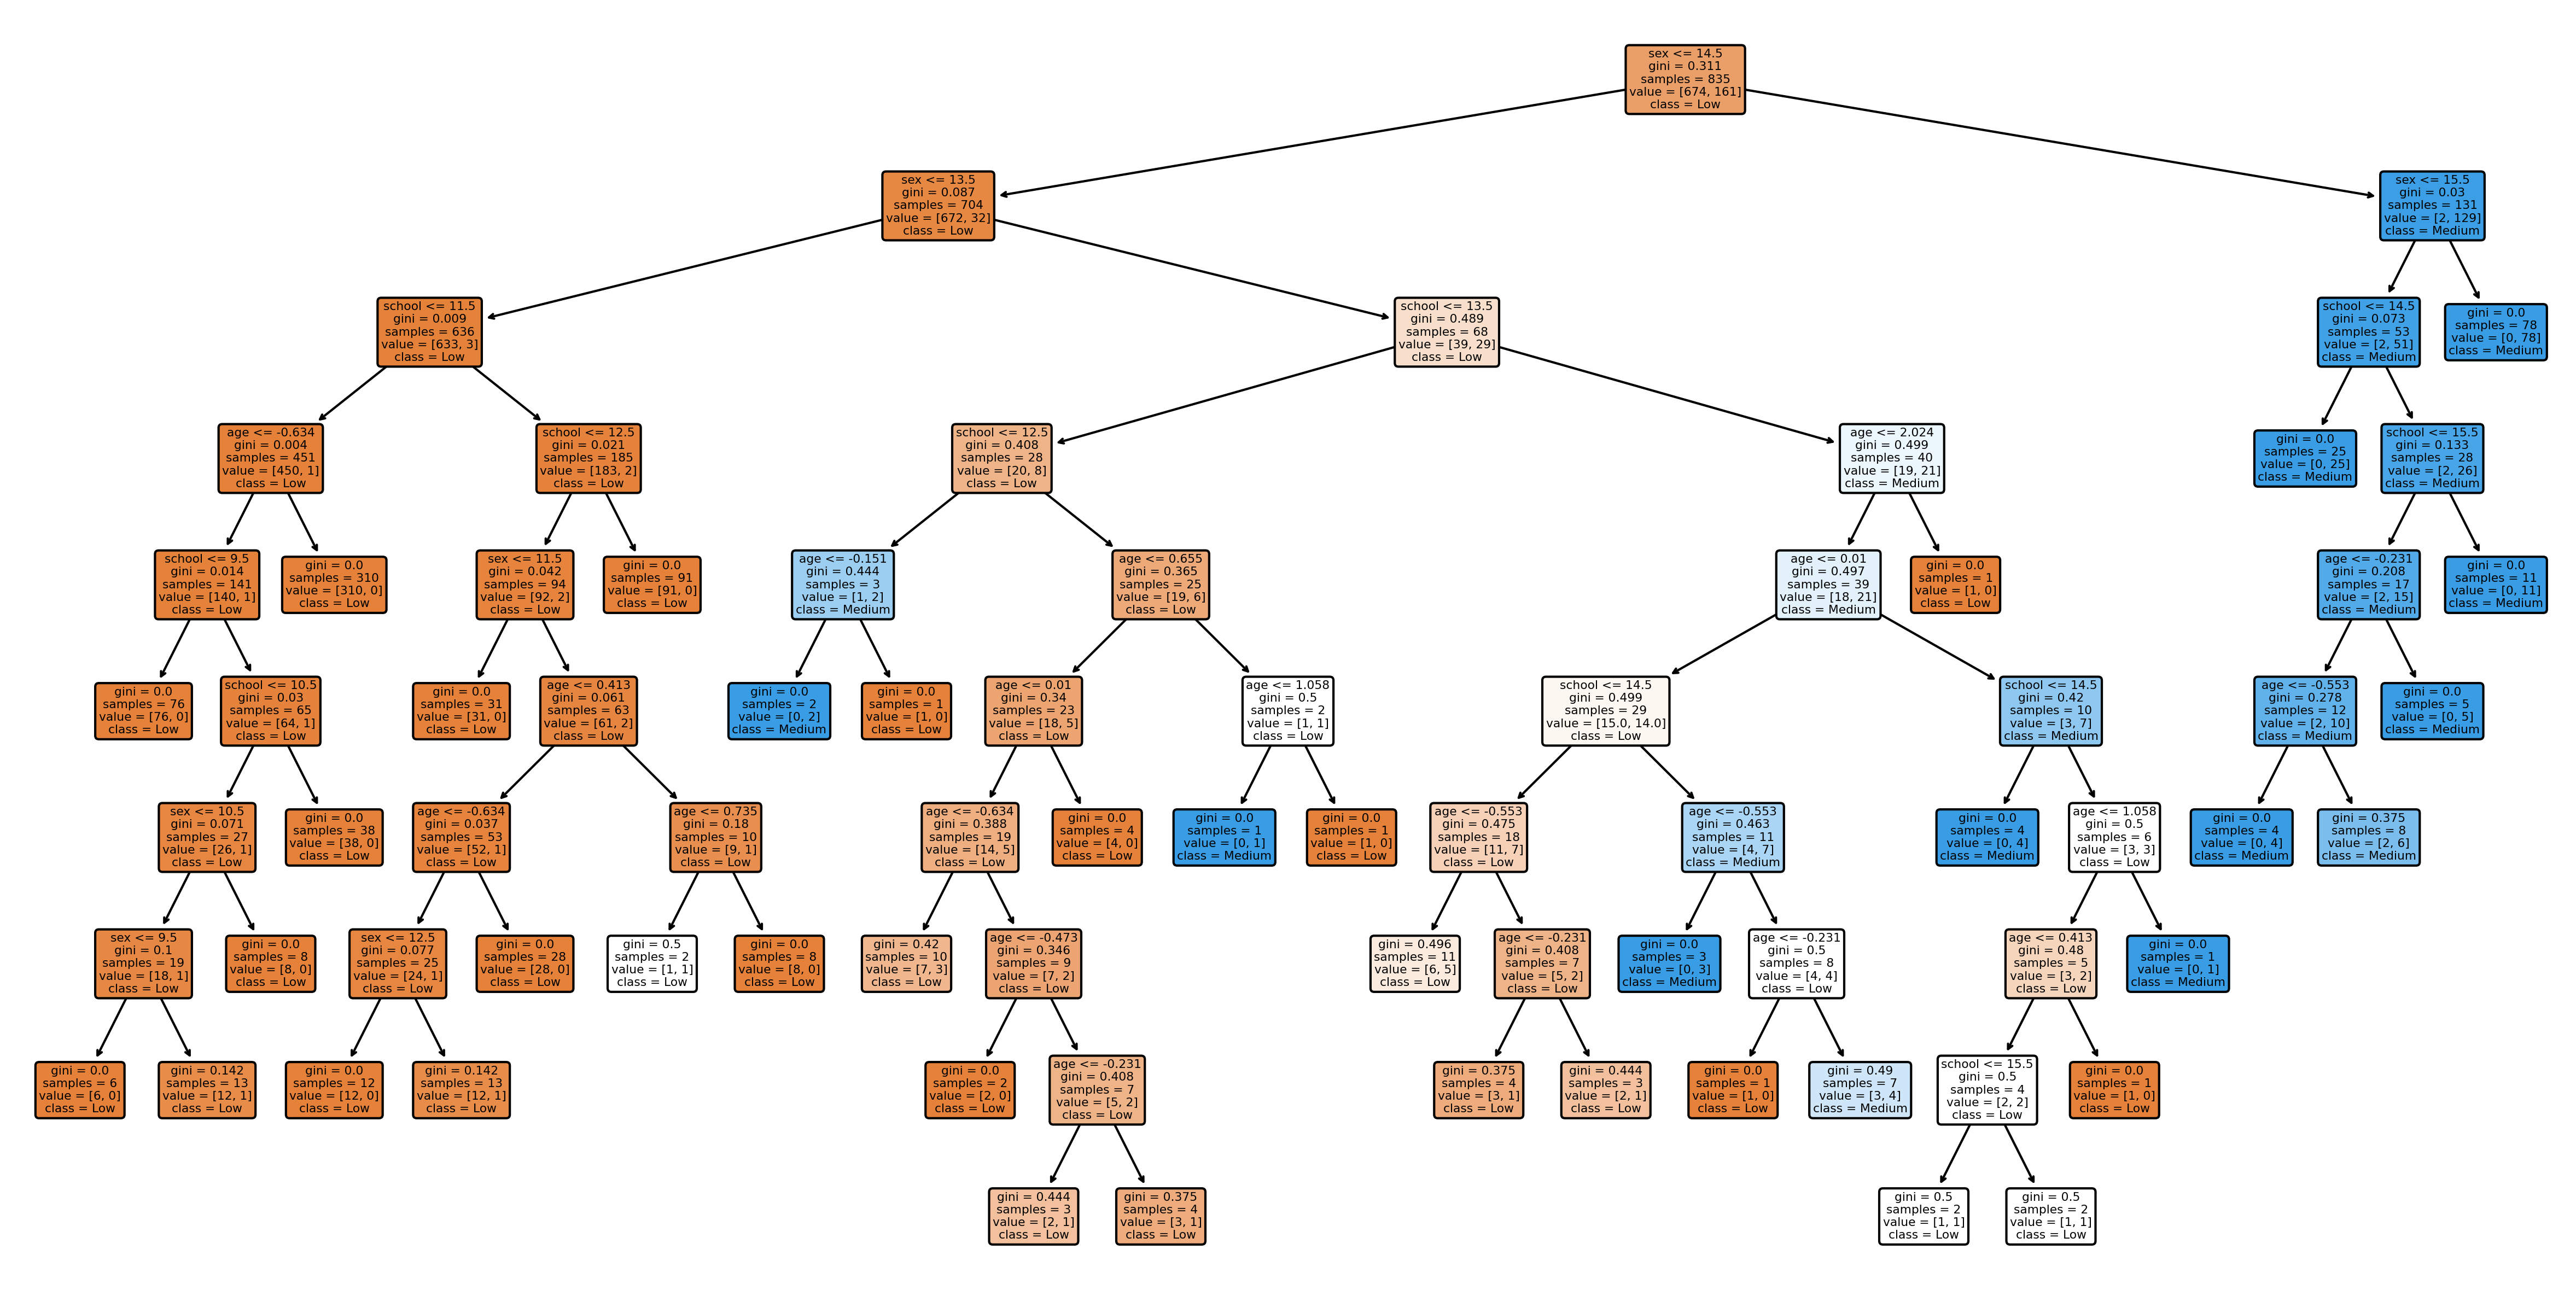 sex <= 14.5
gini = 0.311
samples = 835
value = [674, 161]
class = Low
sex <= 13.5
gini = 0.087
samples = 704
value = [672, 32]
class = Low
sex <= 15.5
gini = 0.03
samples = 131
value = [2, 129]
class = Medium
school <= 11.5
gini = 0.009
samples = 636
value = [633, 3]
class = Low
school <= 13.5
gini = 0.489
samples = 68
value = [39, 29]
class = Low
school <= 14.5
gini = 0.073
samples = 53
value = [2, 51]
class = Medium
gini = 0.0
samples = 78
value = [0, 78]
class = Medium
age <= -0.634
gini = 0.004
samples = 451
value = [450, 1]
class = Low
school <= 12.5
gini = 0.021
samples = 185
value = [183, 2]
class = Low
school <= 12.5
gini = 0.408
samples = 28
value = [20, 8]
class = Low
age <= 2.024
gini = 0.499
samples = 40
value = [19, 21]
class = Medium
gini = 0.0
samples = 25
value = [0, 25]
class = Medium
school <= 15.5
gini = 0.133
samples = 28
value = [2, 26]
class = Medium
school <= 9.5
gini = 0.014
samples = 141
value = [140, 1]
class = Low
gini = 0.0
samples = 310
value = [310, 0]
class = Low
sex <= 11.5
gini = 0.042
samples = 94
value = [92, 2]
class = Low
gini = 0.0
samples = 91
value = [91, 0]
class = Low
age <= -0.151
gini = 0.444
samples = 3
value = [1, 2]
class = Medium
age <= 0.655
gini = 0.365
samples = 25
value = [19, 6]
class = Low
age <= 0.01
gini = 0.497
samples = 39
value = [18, 21]
class = Medium
gini = 0.0
samples = 1
value = [1, 0]
class = Low
age <= -0.231
gini = 0.208
samples = 17
value = [2, 15]
class = Medium
gini = 0.0
samples = 11
value = [0, 11]
class = Medium
gini = 0.0
samples = 76
value = [76, 0]
class = Low
school <= 10.5
gini = 0.03
samples = 65
value = [64, 1]
class = Low
gini = 0.0
samples = 31
value = [31, 0]
class = Low
age <= 0.413
gini = 0.061
samples = 63
value = [61, 2]
class = Low
gini = 0.0
samples = 2
value = [0, 2]
class = Medium
gini = 0.0
samples = 1
value = [1, 0]
class = Low
age <= 0.01
gini = 0.34
samples = 23
value = [18, 5]
class = Low
age <= 1.058
gini = 0.5
samples = 2
value = [1, 1]
class = Low
school <= 14.5
gini = 0.499
samples = 29
value = [15.0, 14.0]
class = Low
school <= 14.5
gini = 0.42
samples = 10
value = [3, 7]
class = Medium
age <= -0.553
gini = 0.278
samples = 12
value = [2, 10]
class = Medium
gini = 0.0
samples = 5
value = [0, 5]
class = Medium
sex <= 10.5
gini = 0.071
samples = 27
value = [26, 1]
class = Low
gini = 0.0
samples = 38
value = [38, 0]
class = Low
age <= -0.634
gini = 0.037
samples = 53
value = [52, 1]
class = Low
age <= 0.735
gini = 0.18
samples = 10
value = [9, 1]
class = Low
age <= -0.634
gini = 0.388
samples = 19
value = [14, 5]
class = Low
gini = 0.0
samples = 4
value = [4, 0]
class = Low
gini = 0.0
samples = 1
value = [0, 1]
class = Medium
gini = 0.0
samples = 1
value = [1, 0]
class = Low
age <= -0.553
gini = 0.475
samples = 18
value = [11, 7]
class = Low
age <= -0.553
gini = 0.463
samples = 11
value = [4, 7]
class = Medium
gini = 0.0
samples = 4
value = [0, 4]
class = Medium
age <= 1.058
gini = 0.5
samples = 6
value = [3, 3]
class = Low
gini = 0.0
samples = 4
value = [0, 4]
class = Medium
gini = 0.375
samples = 8
value = [2, 6]
class = Medium
sex <= 9.5
gini = 0.1
samples = 19
value = [18, 1]
class = Low
gini = 0.0
samples = 8
value = [8, 0]
class = Low
sex <= 12.5
gini = 0.077
samples = 25
value = [24, 1]
class = Low
gini = 0.0
samples = 28
value = [28, 0]
class = Low
gini = 0.5
samples = 2
value = [1, 1]
class = Low
gini = 0.0
samples = 8
value = [8, 0]
class = Low
gini = 0.42
samples = 10
value = [7, 3]
class = Low
age <= -0.473
gini = 0.346
samples = 9
value = [7, 2]
class = Low
gini = 0.496
samples = 11
value = [6, 5]
class = Low
age <= -0.231
gini = 0.408
samples = 7
value = [5, 2]
class = Low
gini = 0.0
samples = 3
value = [0, 3]
class = Medium
age <= -0.231
gini = 0.5
samples = 8
value = [4, 4]
class = Low
age <= 0.413
gini = 0.48
samples = 5
value = [3, 2]
class = Low
gini = 0.0
samples = 1
value = [0, 1]
class = Medium
gini = 0.0
samples = 6
value = [6, 0]
class = Low
gini = 0.142
samples = 13
value = [12, 1]
class = Low
gini = 0.0
samples = 12
value = [12, 0]
class = Low
gini = 0.142
samples = 13
value = [12, 1]
class = Low
gini = 0.0
samples = 2
value = [2, 0]
class = Low
age <= -0.231
gini = 0.408
samples = 7
value = [5, 2]
class = Low
gini = 0.375
samples = 4
value = [3, 1]
class = Low
gini = 0.444
samples = 3
value = [2, 1]
class = Low
gini = 0.0
samples = 1
value = [1, 0]
class = Low
gini = 0.49
samples = 7
value = [3, 4]
class = Medium
school <= 15.5
gini = 0.5
samples = 4
value = [2, 2]
class = Low
gini = 0.0
samples = 1
value = [1, 0]
class = Low
gini = 0.444
samples = 3
value = [2, 1]
class = Low
gini = 0.375
samples = 4
value = [3, 1]
class = Low
gini = 0.5
samples = 2
value = [1, 1]
class = Low
gini = 0.5
samples = 2
value = [1, 1]
class = Low